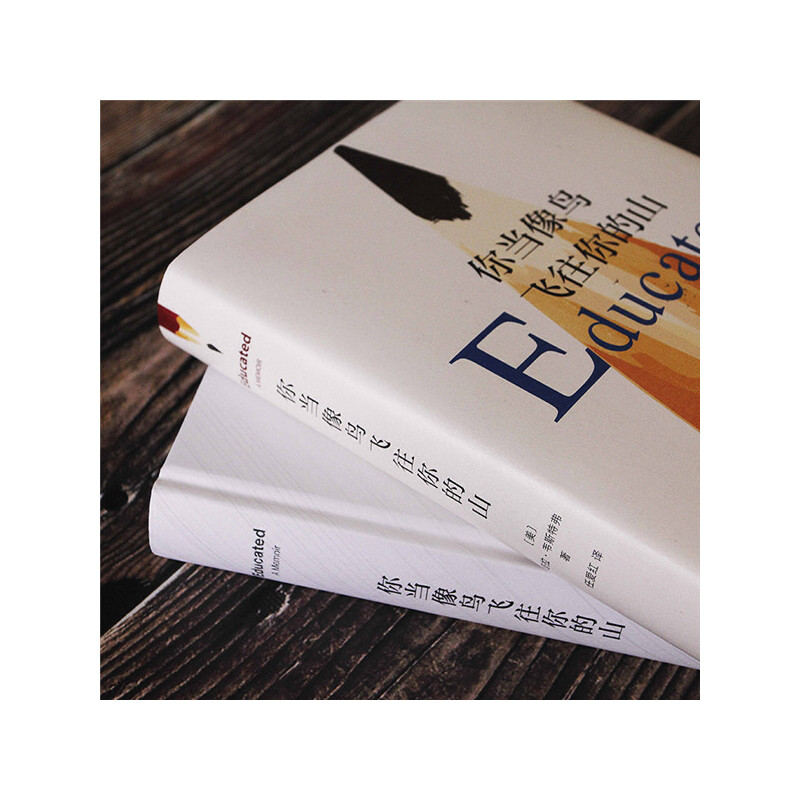 你当像鸟
飞往你的山
Educate
Educated
A MEMOIR
你当像鸟飞往你的山
〔美〕
拉·韦斯特弗
著
任爱红 译
Educated
A Memoir
你当像鸟飞往你的山